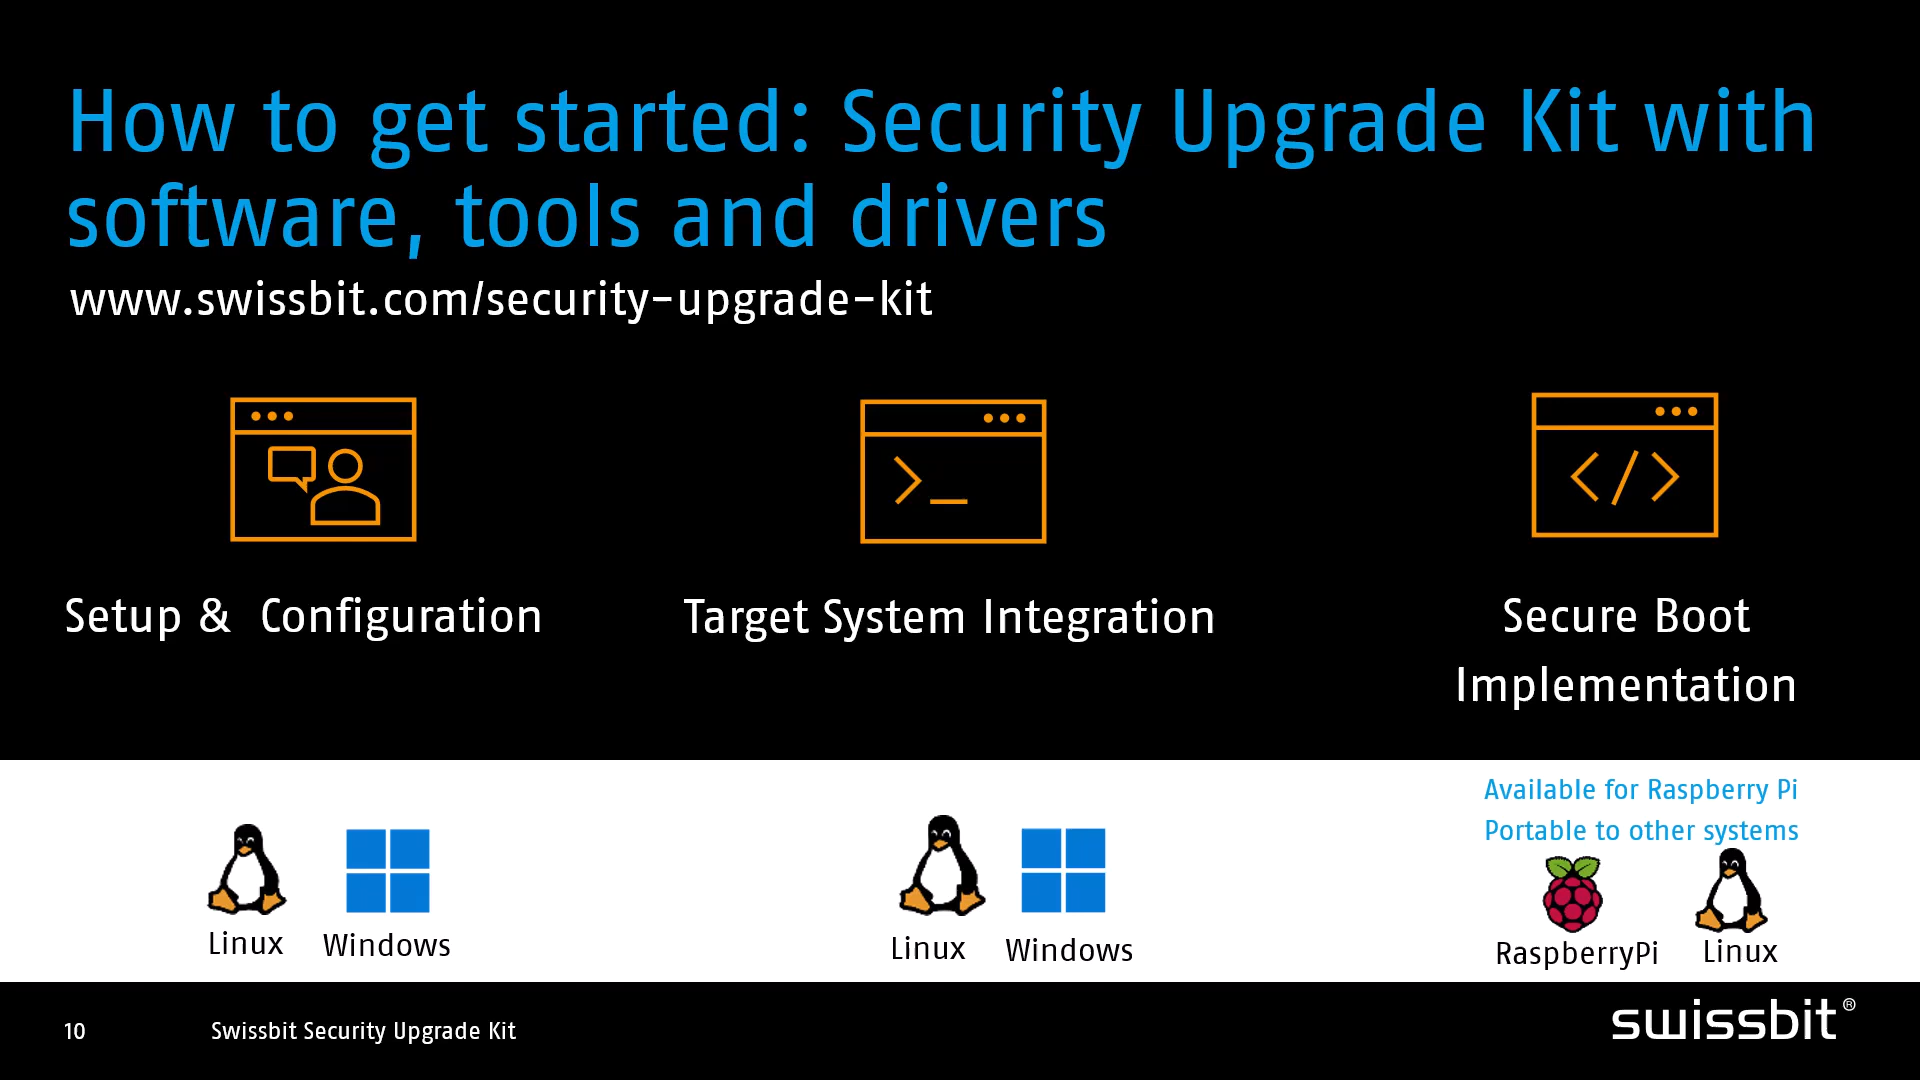 How to get started: Security Upgrade Kit with
software, tools and drivers
www.swissbit.com/security-upgrade-kit
>_
</>
Setup & Configuration
Target System Integration
Secure Boot
Implementation
Linux
Windows
Linux
Windows
Available for Raspberry Pi
Portable to other systems
RaspberryPi
Linux
10
Swissbit Security Upgrade Kit
swissbit®